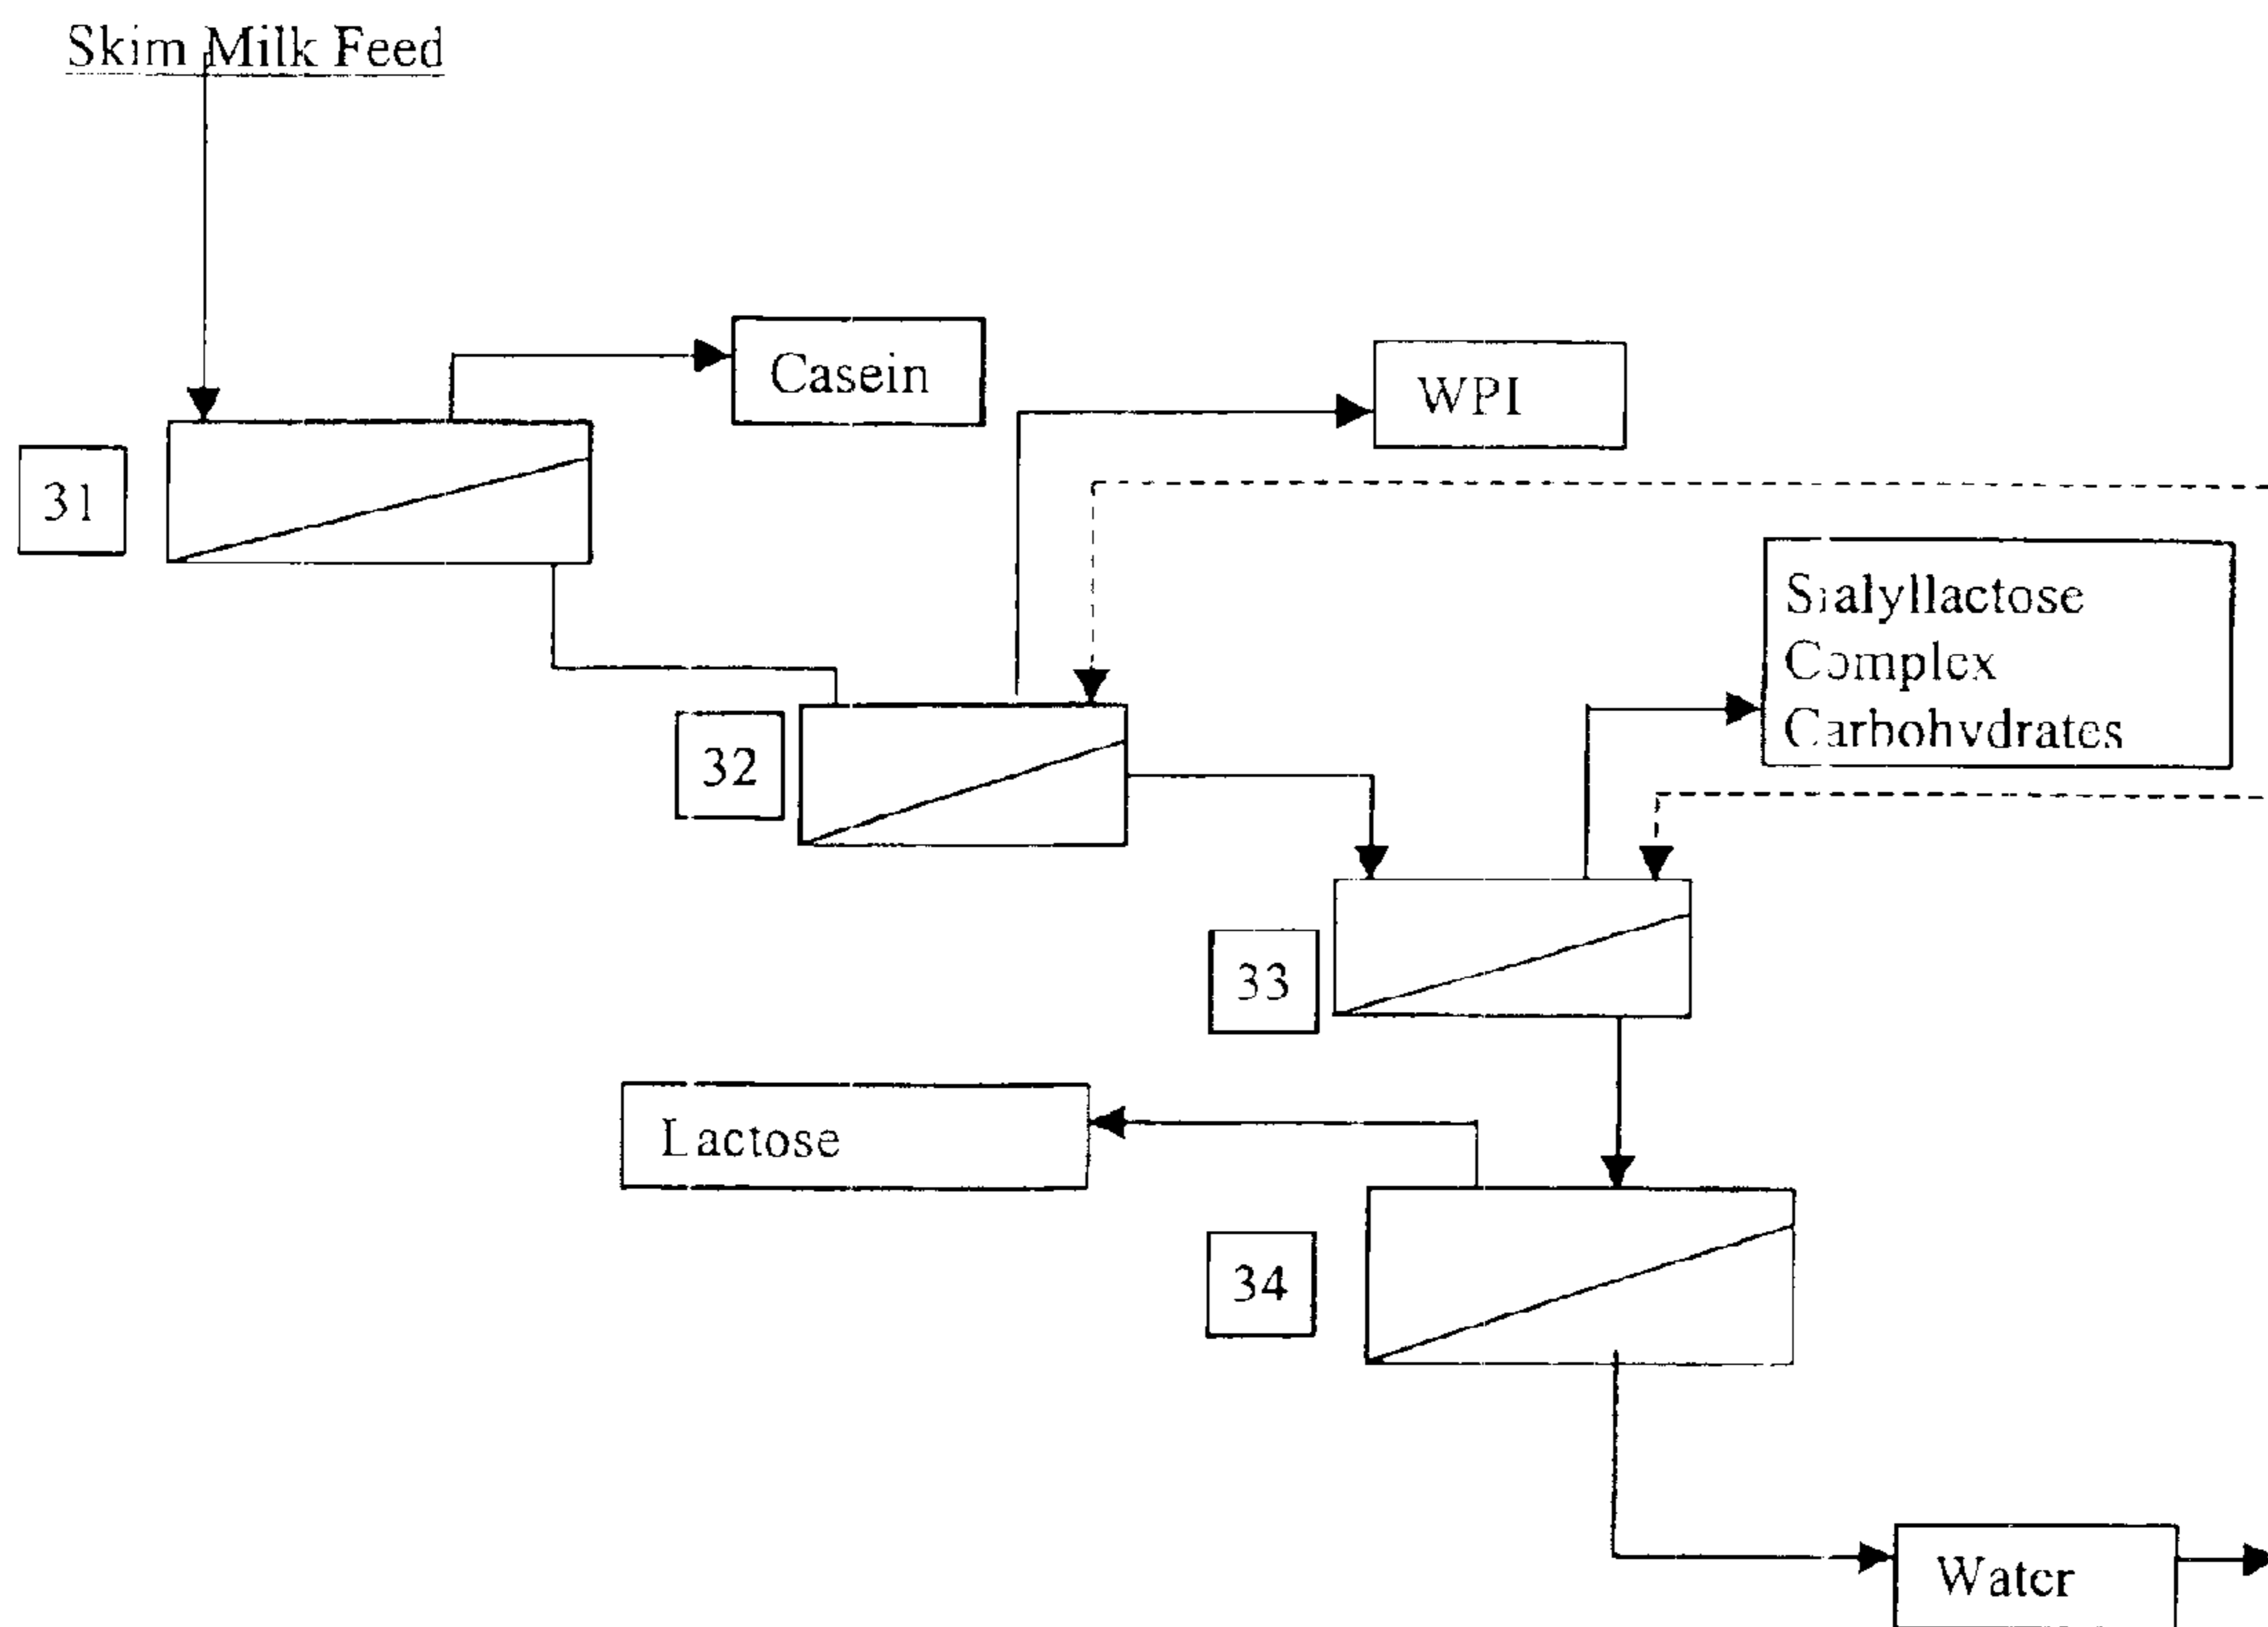 Skim Milk Feed
Casein
WPI
31
Sialyllactose
Complex
Carbohydrates
32
33
Lactose
34
Water